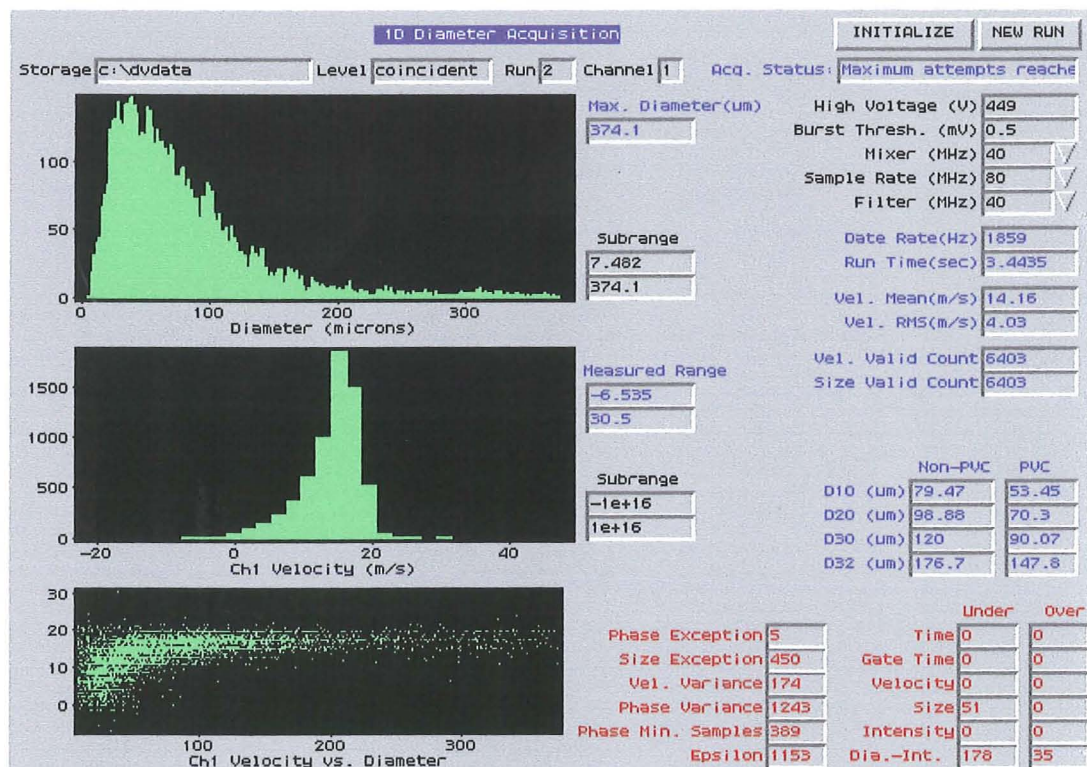 1D Diameter Acquisition
INITIALIZE NEW RUN
Storage c:\dvdata Level coincident Run 2 Channel 1 Acq. Status: Maximum attempts reache
Max. Diameter(um)
374.1
Subrange
7.482
374.1
100
50
0
0 100 200 300
Diameter (microns)
High Voltage (V) 449
Burst Thresh. (mV) 0.5
Mixer (MHz) 40
Sample Rate (MHz) 80
Filter (MHz) 40
Date Rate(Hz) 1859
Run Time(sec) 3.4435
Vel. Mean(m/s) 14.16
Vel. RMS(m/s) 4.03
Vel. Valid Count 6403
Size Valid Count 6403
1500
1000
500
0
-20 0 20 40
Ch1 Velocity (m/s)
Measured Range
-6.535
30.5
Subrange
-1e+16
1e+16
Non-PVC PVC
D10 (um) 79.47 53.45
D20 (um) 98.88 70.3
D30 (um) 120 90.07
D32 (um) 176.7 147.8
30
20
10
0
100 200 300
Ch1 Velocity vs. Diameter
Phase Exception 5
Size Exception 450
Vel. Variance 174
Phase Variance 1243
Phase Min. Samples 389
Epsilon 1153
Under Over
Time 0 0
Gate Time 0 0
Velocity 0 0
Size 51 0
Intensity 0 0
Dia.-Int. 178 35